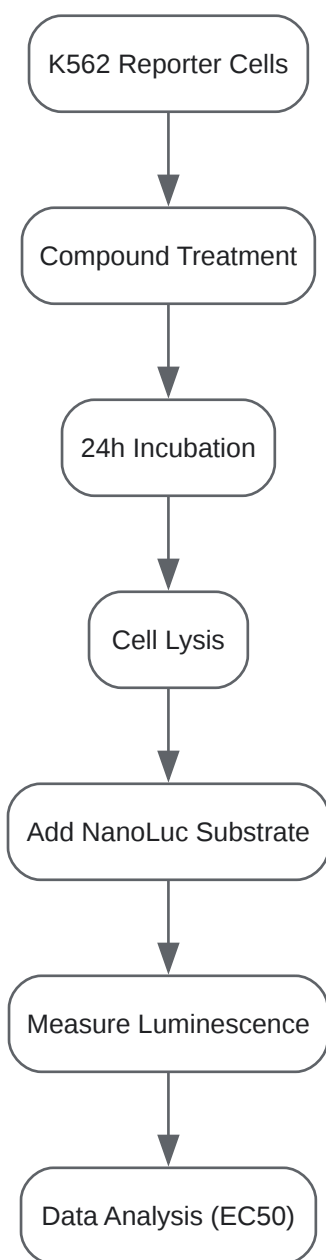 K562 Reporter Cells
Compound Treatment
24h Incubation
Cell Lysis
Add NanoLuc Substrate
Measure Luminescence
Data Analysis (EC50)